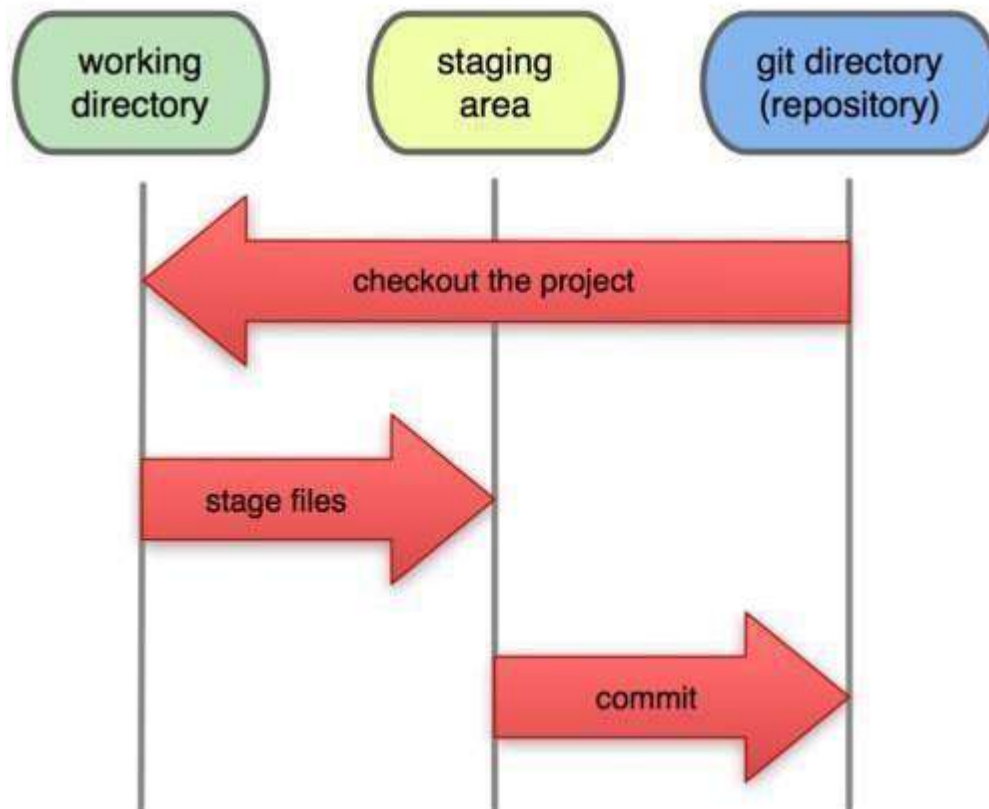 working
directory
staging
area
git directory
(repository)
checkout the project
stage files
commit